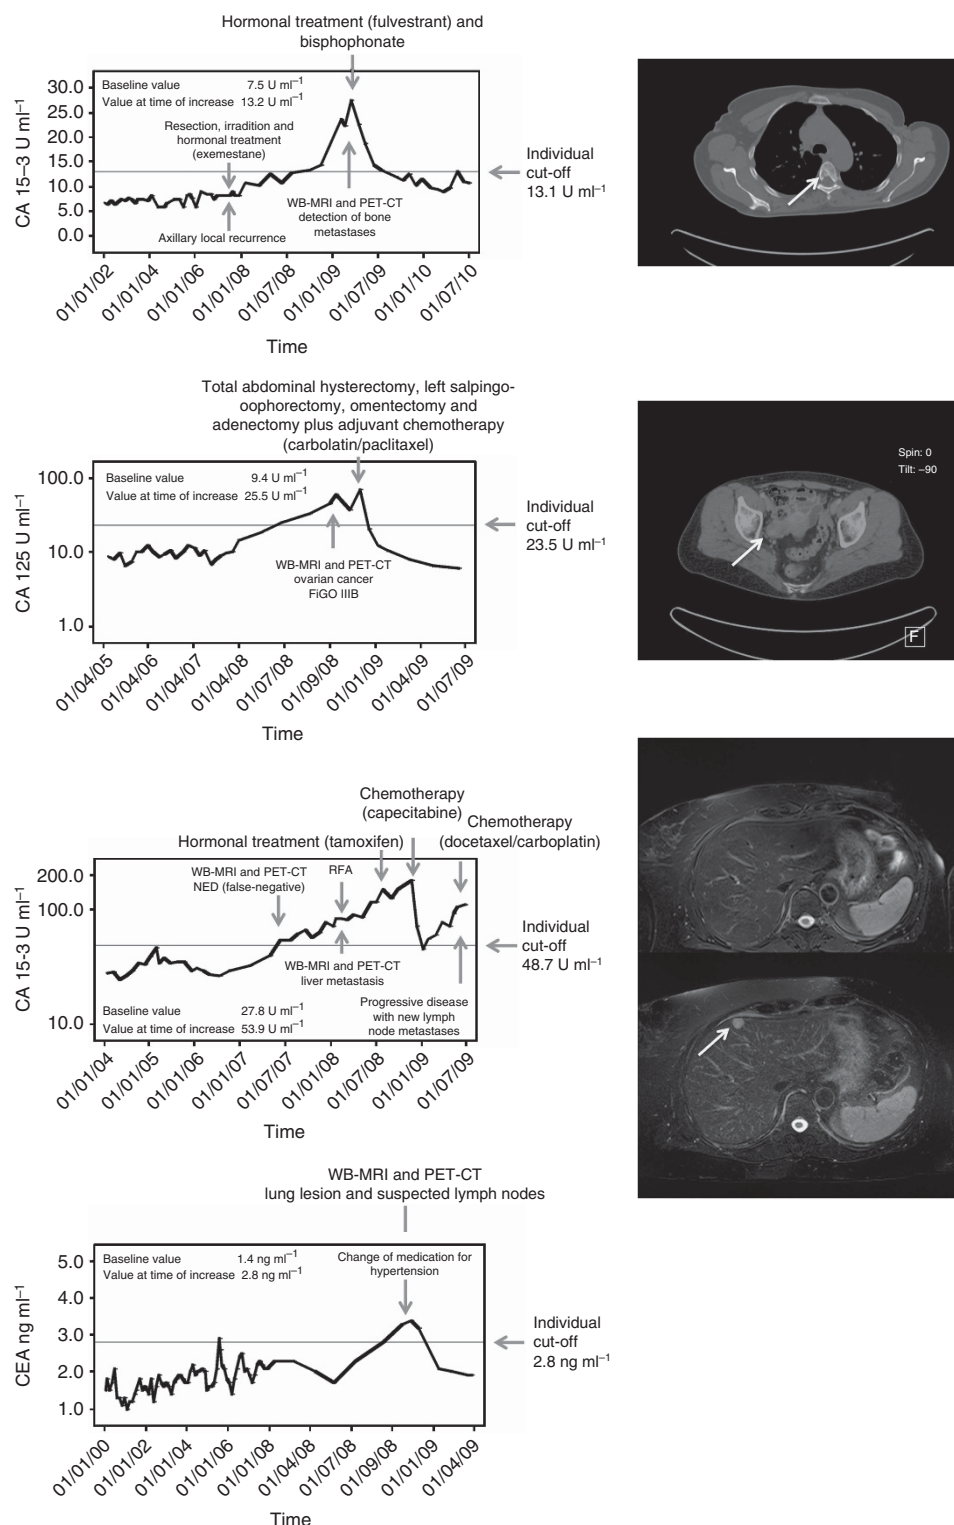 Hormonal treatment (fulvestrant) and
bisphophonate
CA 15–3 U ml–1
30.0
25.0
20.0
15.0
10.0
5.0
0.0
Baseline value 7.5 U ml–1
Value at time of increase 13.2 U ml–1
Resection, irradition and
hormonal treatment
(exemestane)
WB-MRI and PET-CT
detection of bone
metastases
Axillary local recurrence
Individual
cut-off
13.1 U ml–1
01/01/02
01/01/04
01/01/06
01/01/08
01/07/08
01/01/09
01/07/09
01/01/10
01/07/10
Time
Total abdominal hysterectomy, left salpingo-
oophorectomy, omentectomy and
adenectomy plus adjuvant chemotherapy
(carbolatin/paclitaxel)
CA 125 U ml–1
100.0
10.0
1.0
Baseline value 9.4 U ml–1
Value at time of increase 25.5 U ml–1
WB-MRI and PET-CT
ovarian cancer
FiGO IIIB
Individual
cut-off
23.5 U ml–1
01/04/05
01/04/06
01/04/07
01/04/08
01/07/08
01/09/08
01/01/09
01/04/09
01/07/09
Time
Spin: 0
Tilt: –90
F
Chemotherapy
(capecitabine)
Chemotherapy
(docetaxel/carboplatin)
Hormonal treatment (tamoxifen)
CA 15-3 U ml–1
200.0
100.0
10.0
WB-MRI and PET-CT
NED (false-negative)
RFA
WB-MRI and PET-CT
liver metastasis
Baseline value 27.8 U ml–1
Value at time of increase 53.9 U ml–1
Progressive disease
with new lymph
node metastases
Individual
cut-off
48.7 U ml–1
01/01/04
01/01/05
01/01/06
01/01/07
01/07/07
01/01/08
01/07/08
01/01/09
01/07/09
Time
WB-MRI and PET-CT
lung lesion and suspected lymph nodes
CEA ng ml–1
5.0
4.0
3.0
2.0
1.0
Baseline value 1.4 ng ml–1
Value at time of increase 2.8 ng ml–1
Change of medication for
hypertension
Individual
cut-off
2.8 ng ml–1
01/01/00
01/01/02
01/01/04
01/01/06
01/01/08
01/04/08
01/07/08
01/09/08
01/01/09
01/04/09
Time